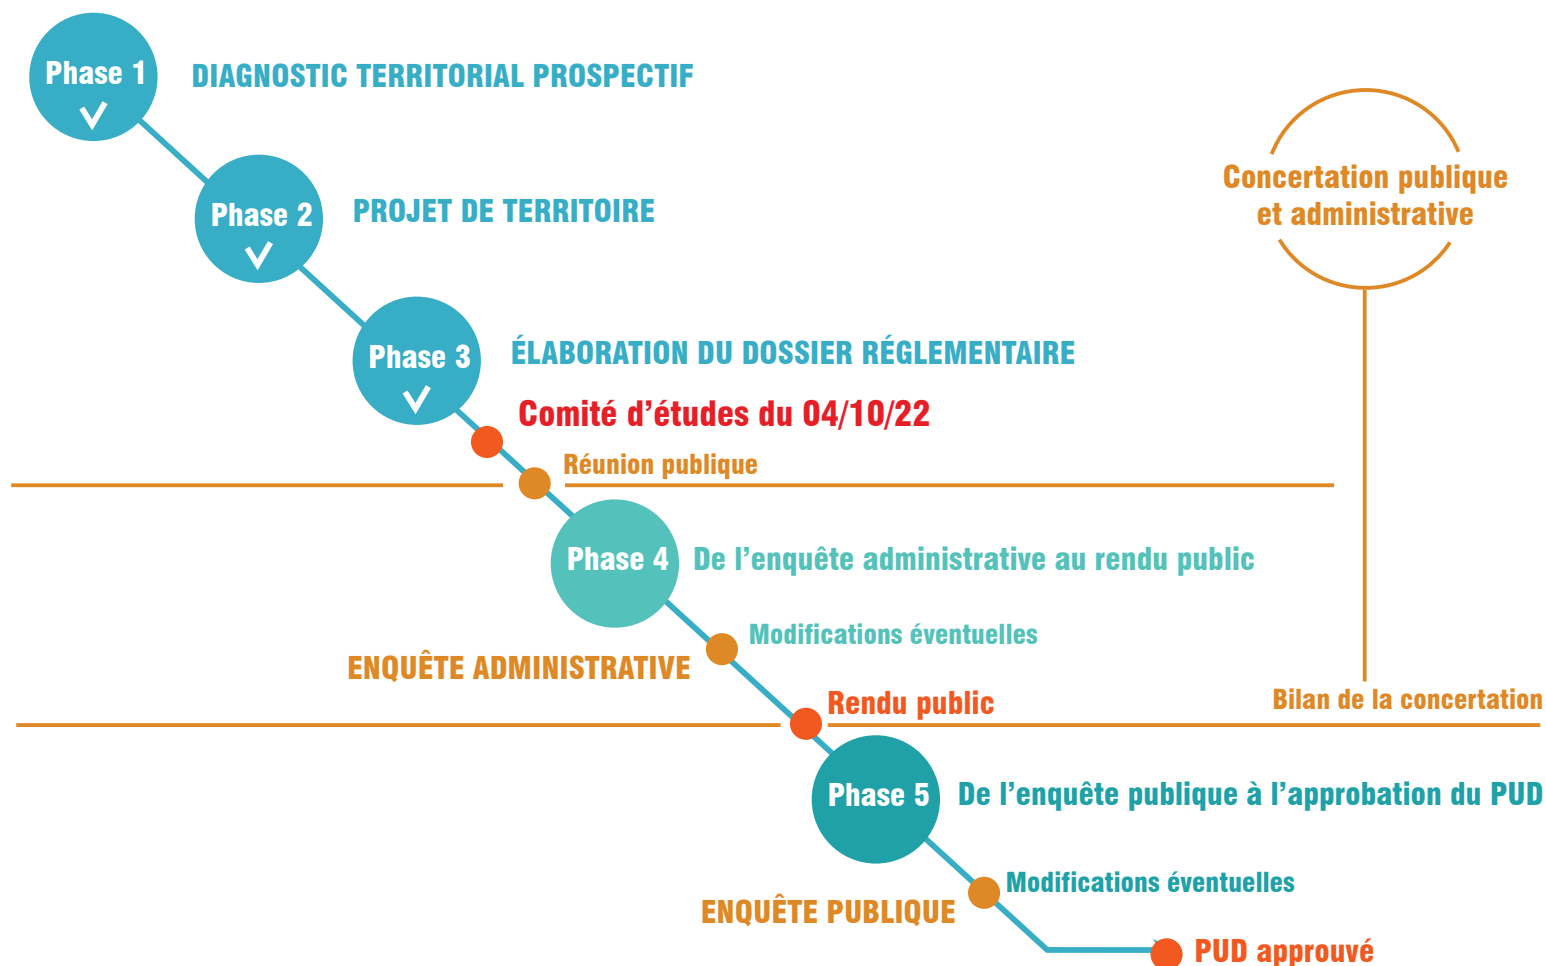 Phase 1
DIAGNOSTIC TERRITORIAL PROSPECTIF
Concertation publique
et administrative
Phase 2
PROJET DE TERRITOIRE
Phase 3
ÉLABORATION DU DOSSIER RÉGLEMENTAIRE
Comité d’études du 04/10/22
Réunion publique
Phase 4
De l’enquête administrative au rendu public
Modifications éventuelles
ENQUÊTE ADMINISTRATIVE
Rendu public
Bilan de la concertation
Phase 5
De l’enquête publique à l’approbation du PUD
Modifications éventuelles
ENQUÊTE PUBLIQUE
PUD approuvé